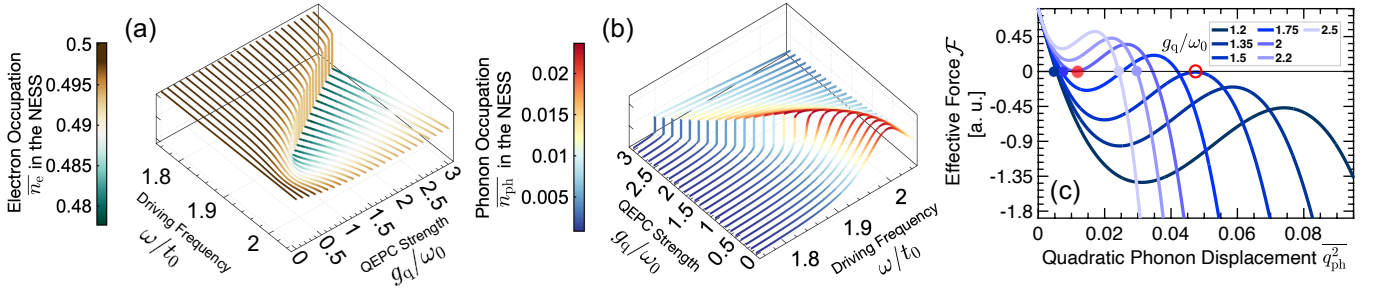 (a)
Electron Occupation
n̅e in the NESS
0.5
0.495
0.49
0.485
0.48
1.8
1.9
2
Driving Frequency
ω/t0
0
0.5
1
1.5
2
2.5
3
QEPC Strength
gq/ω0
(b)
Phonon Occupation
n̅ph in the NESS
0.02
0.015
0.01
0.005
3
2.5
2
1.5
1
0.5
0
QEPC Strength
gq/ω0
1.8
1.9
2
Driving Frequency
ω/t0
(c)
Effective Force ℱ
[a. u.]
0.45
0
-0.45
-0.9
-1.35
-1.8
gq/ω0
1.2 1.75 2.5
1.35 2
1.5 2.2
0 0.02 0.04 0.06 0.08
Quadratic Phonon Displacement q²ph